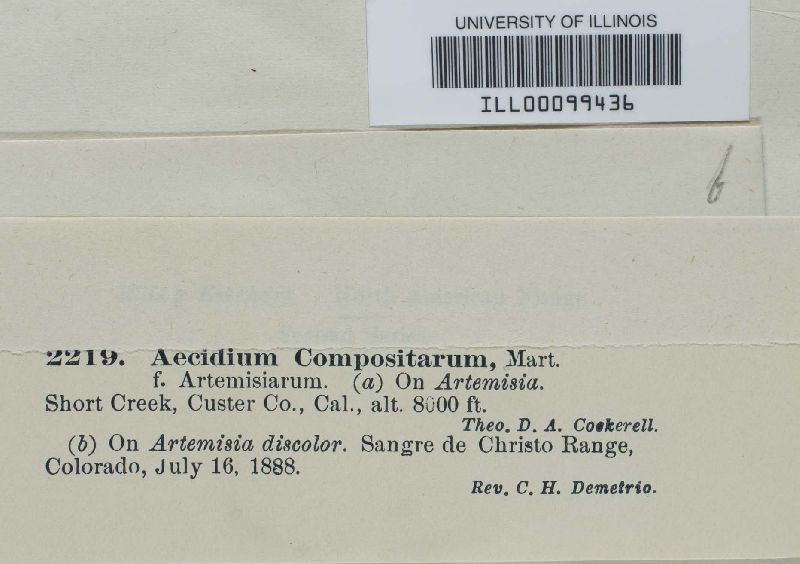 UNIVERSITY OF ILLINOIS
ILL00099436
b
2219. Aecidium Compositarum, Mart.
f. Artemisiarum. (a) On Artemisia.
Short Creek, Custer Co., Cal., alt. 8000 ft.
Theo. D. A. Cockerell.
(b) On Artemisia discolor. Sangre de Christo Range,
Colorado, July 16, 1888.
Rev. C. H. Demetrio.